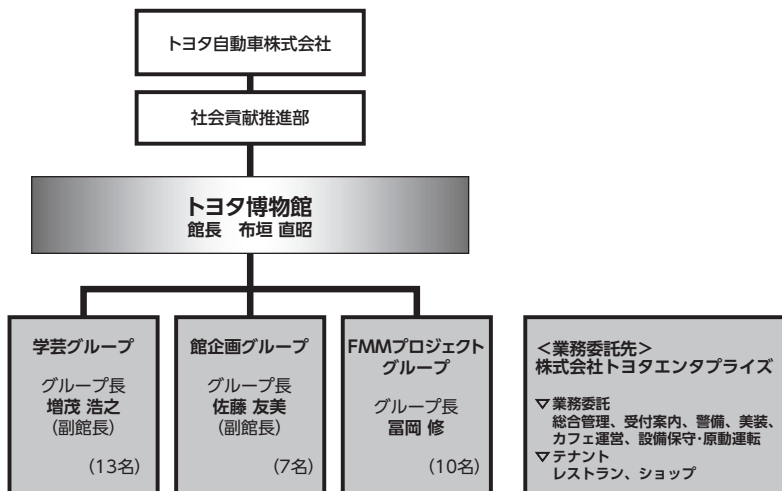 トヨタ自動車株式会社
社会貢献推進部
トヨタ博物館
館長　布垣 直昭
学芸グループ
グループ長
増茂 浩之
(副館長)
(13名)
館企画グループ
グループ長
佐藤 友美
(副館長)
(7名)
FMMプロジェクト
グループ
グループ長
冨岡 修
(10名)
＜業務委託先＞
株式会社トヨタエンタプライズ
▽業務委託
総合管理、受付案内、警備、美装、
カフェ運営、設備保守･原動運転
▽テナント
レストラン、ショップ